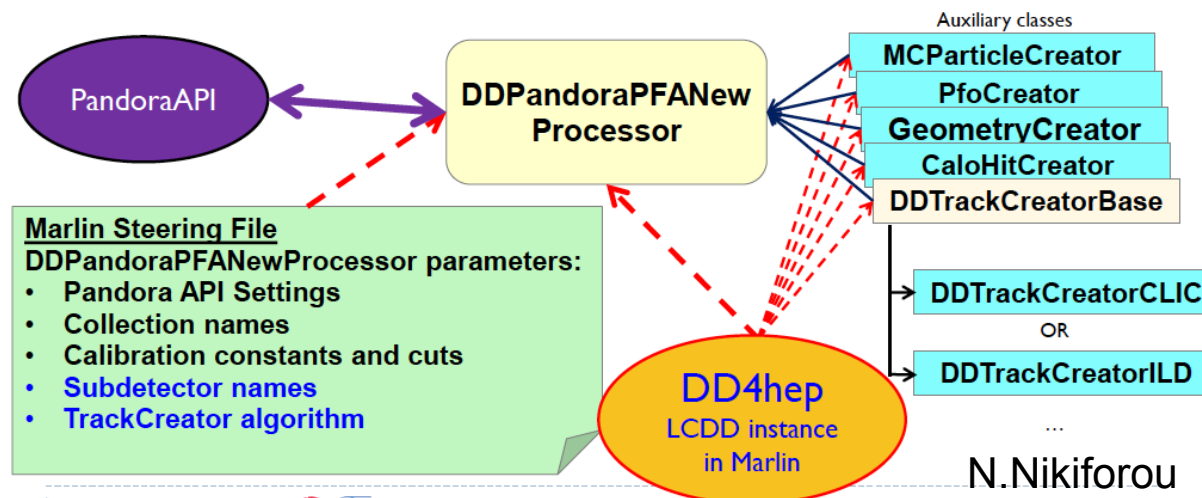 PandoraAPI
DDPandoraPFANew
Processor
Auxiliary classes
MCParticleCreator
PfoCreator
GeometryCreator
CaloHitCreator
DDTrackCreatorBase
DDTrackCreatorCLIC
OR
DDTrackCreatorILD
...
Marlin Steering File
DDPandoraPFANewProcessor parameters:
• Pandora API Settings
• Collection names
• Calibration constants and cuts
• Subdetector names
• TrackCreator algorithm
DD4hep
LCDD instance
in Marlin
N.Nikiforou